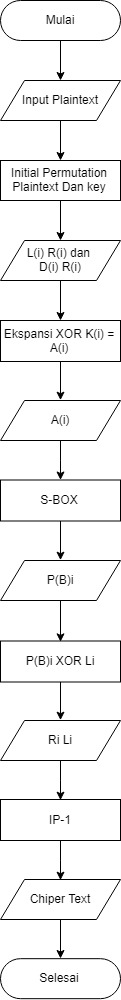 Mulai
Input Plaintext
Initial Permutation
Plaintext Dan key
L(i) R(i) dan
D(i) R(i)
Ekspansi XOR K(i) =
A(i)
A(i)
S-BOX
P(B)i
P(B)i XOR Li
Ri Li
IP-1
Chiper Text
Selesai